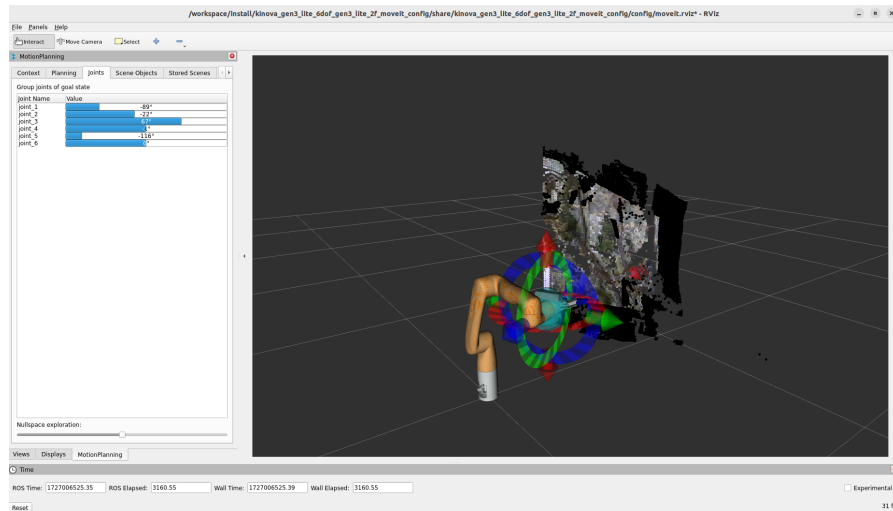 /workspace/install/kinova_gen3_lite_6dof_gen3_lite_2f_moveit_config/share/kinova_gen3_lite_6dof_gen3_lite_2f_moveit_config/config/moveit.rviz* - RViz
File Panels Help
Interact Move Camera Select
MotionPlanning
Context Planning Joints Scene Objects Stored Scenes
Group joints of goal state
Joint Name Value
joint_1 -89°
joint_2 -22°
joint_3 67°
joint_4
joint_5 -116°
joint_6
Nullspace exploration:
Views Displays MotionPlanning
Time
ROS Time: 1727006525.35 ROS Elapsed: 3160.55 Wall Time: 1727006525.39 Wall Elapsed: 3160.55 Experimental
Reset 31 f